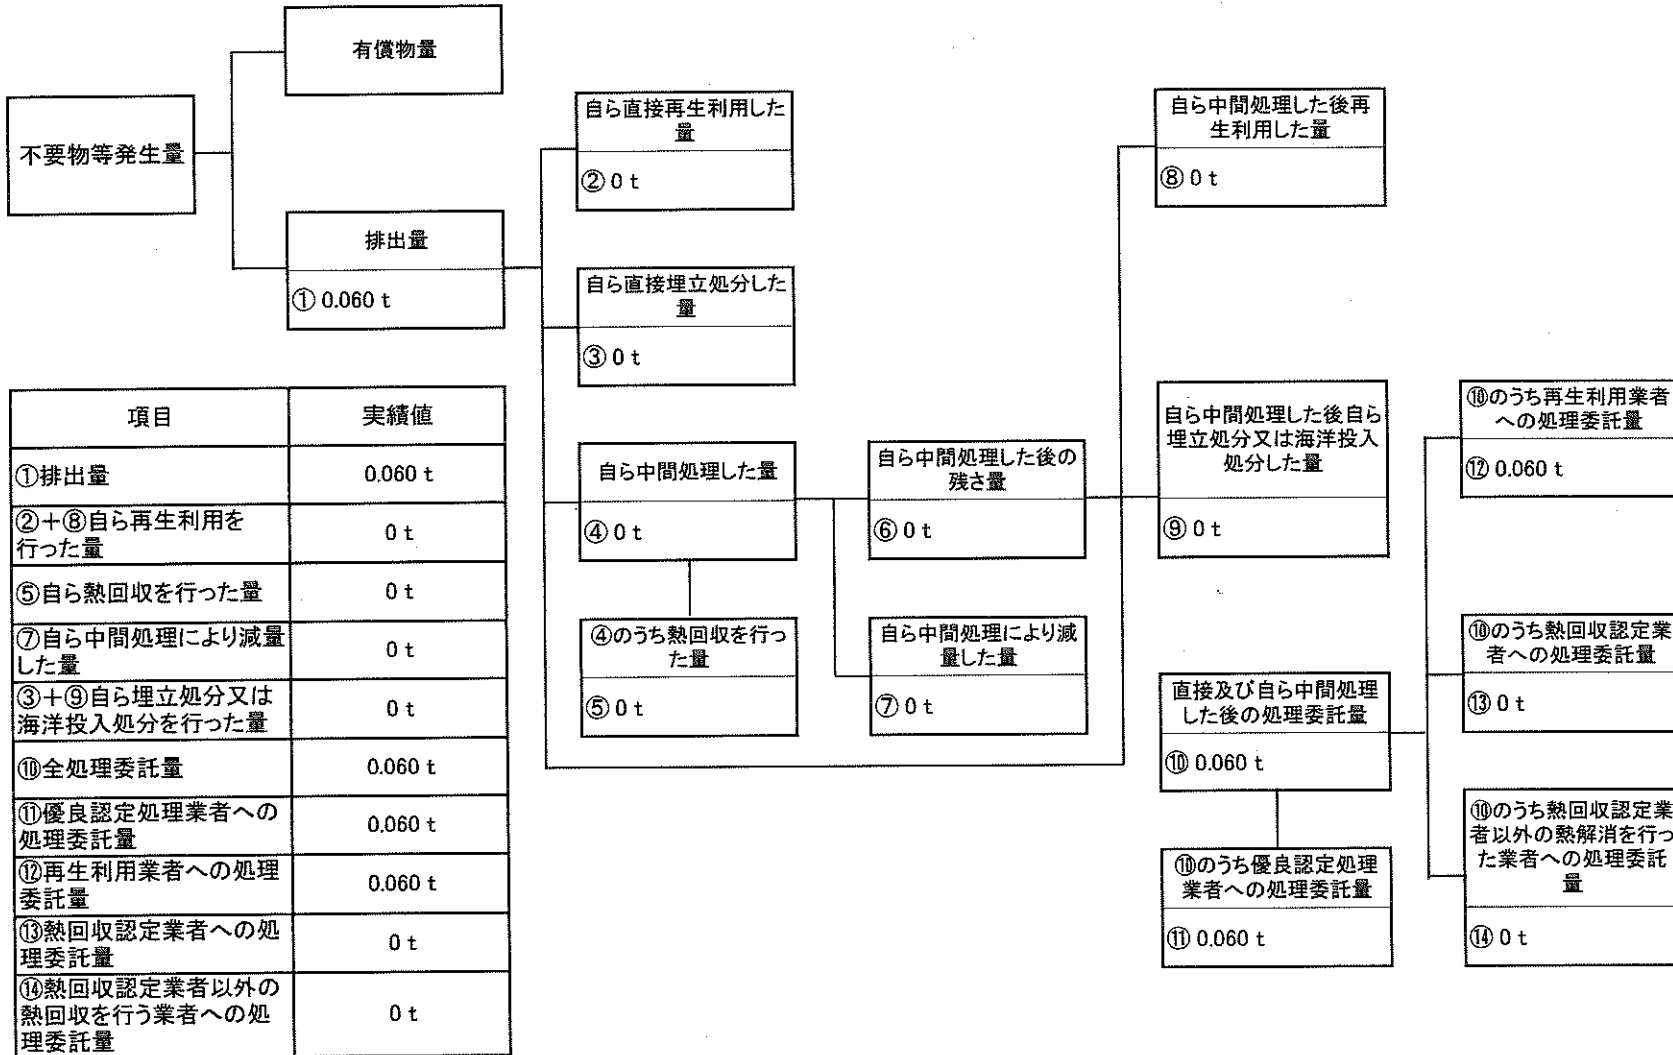 有償物量
不要物等発生量
排出量
① 0.060 t
自ら直接再生利用した
量
② 0 t
自ら直接埋立処分した
量
③ 0 t
自ら中間処理した量
④ 0 t
④のうち熱回収を行っ
た量
⑤ 0 t
自ら中間処理した後の
残さ量
⑥ 0 t
自ら中間処理により減
量した量
⑦ 0 t
自ら中間処理した後再
生利用した量
⑧ 0 t
自ら中間処理した後自ら
埋立処分又は海洋投入
処分した量
⑨ 0 t
直接及び自ら中間処理
した後の処理委託量
⑩ 0.060 t
⑩のうち優良認定処理
業者への処理委託量
⑪ 0.060 t
⑩のうち再生利用業者
への処理委託量
⑫ 0.060 t
⑩のうち熱回収認定業
者への処理委託量
⑬ 0 t
⑩のうち熱回収認定業
者以外の熱解消を行っ
た業者への処理委託
量
⑭ 0 t
項目 実績値
①排出量 0.060 t
②+⑧自ら再生利用を
行った量 0 t
⑤自ら熱回収を行った量 0 t
⑦自ら中間処理により減量
した量 0 t
③+⑨自ら埋立処分又は
海洋投入処分を行った量 0 t
⑩全処理委託量 0.060 t
⑪優良認定処理業者への
処理委託量 0.060 t
⑫再生利用業者への処理
委託量 0.060 t
⑬熱回収認定業者への処
理委託量 0 t
⑭熱回収認定業者以外の
熱回収を行う業者への処
理委託量 0 t